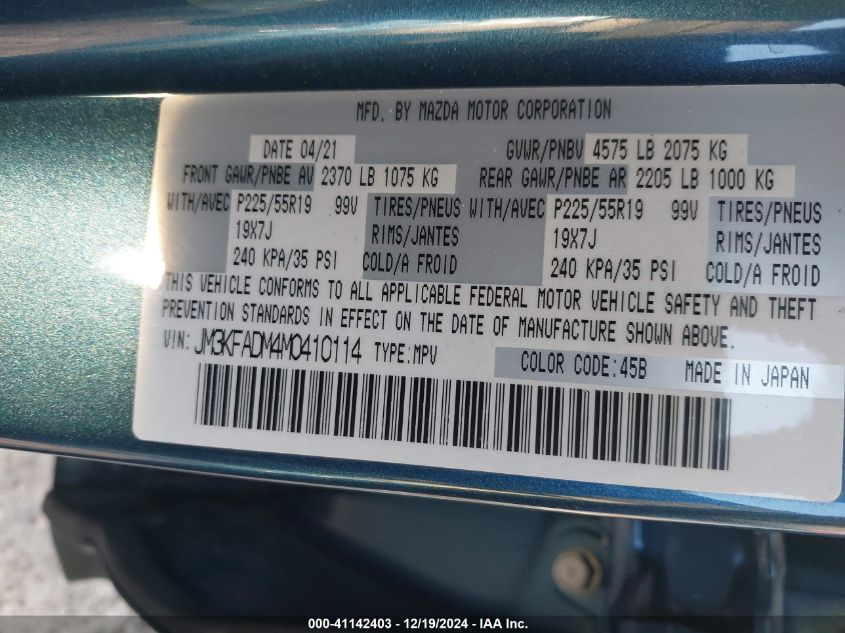 MFD. BY MAZDA MOTOR CORPORATION
DATE 04/21 GVWR/PNBV 4575 LB 2075 KG
FRONT GAWR/PNBE AV 2370 LB 1075 KG REAR GAWR/PNBE AR 2205 LB 1000 KG
WITH/AVEC P225/55R19 99V TIRES/PNEUS WITH/AVEC P225/55R19 99V TIRES/PNEUS
19X7J RIMS/JANTES 19X7J RIMS/JANTES
240 KPA/35 PSI COLD/A FROID 240 KPA/35 PSI COLD/A FROID
THIS VEHICLE CONFORMS TO ALL APPLICABLE FEDERAL MOTOR VEHICLE SAFETY AND THEFT
PREVENTION STANDARDS IN EFFECT ON THE DATE OF MANUFACTURE SHOWN ABOVE.
VIN: JM3KFADM4M0410114 TYPE:MPV COLOR CODE:45B MADE IN JAPAN
000-41142403 - 12/19/2024 - IAA Inc.